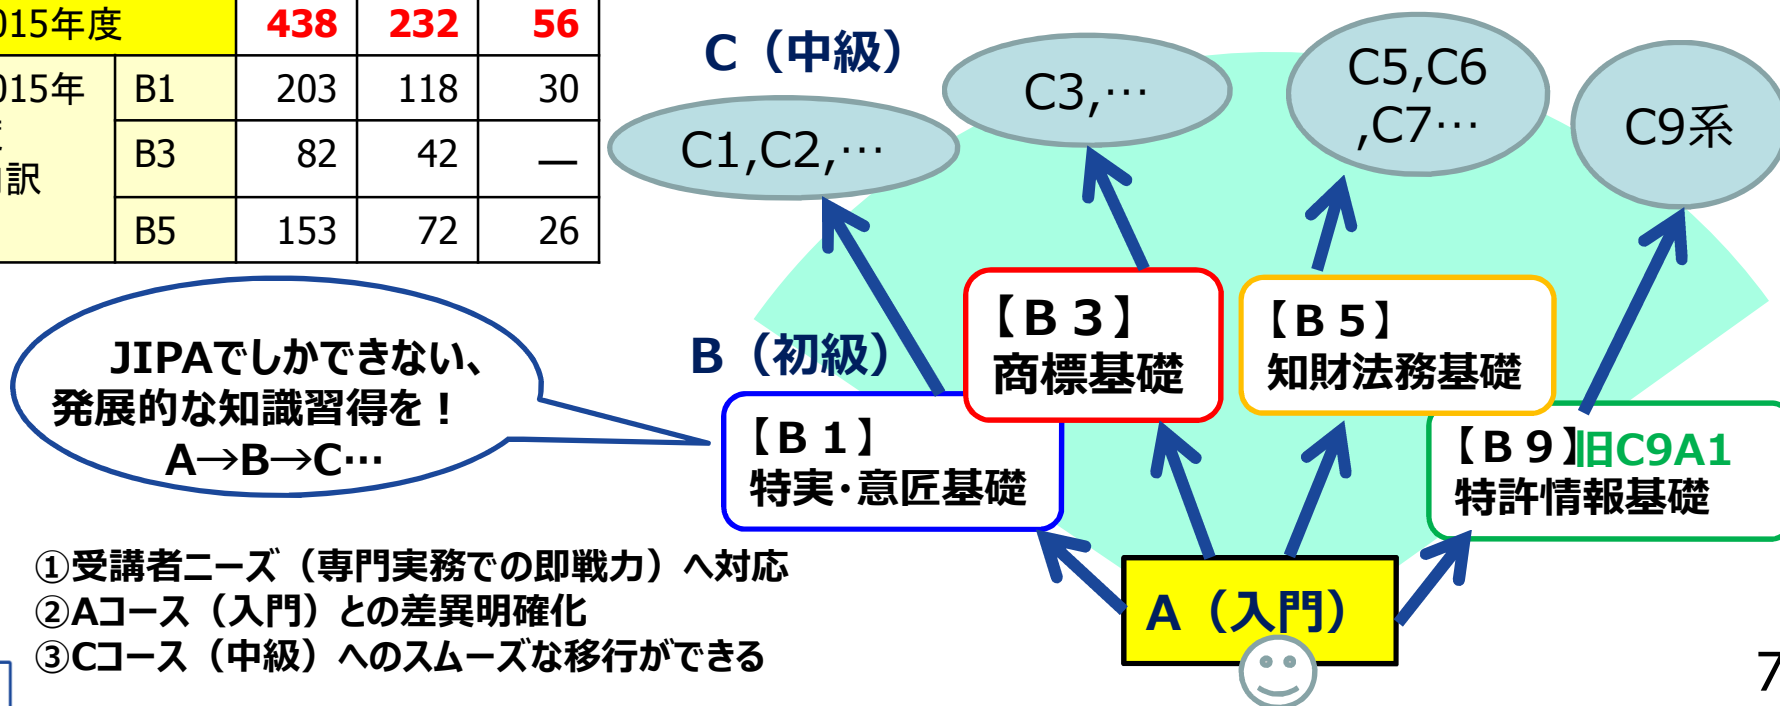 015年度 438 232 56
015年 B1 203 118 30
B3 82 42 —
訳
B5 153 72 26
C（中級）
C1,C2,…
C3,…
C5,C6
,C7…
C9系
JIPAでしかできない、
発展的な知識習得を！
A→B→C…
B（初級）
【B１】
特実･意匠基礎
【B３】
商標基礎
【B５】
知財法務基礎
【B９】旧C9A1
特許情報基礎
A（入門）
①受講者ニーズ（専門実務での即戦力）へ対応
②Aコース（入門）との差異明確化
③Cコース（中級）へのスムーズな移行ができる
7